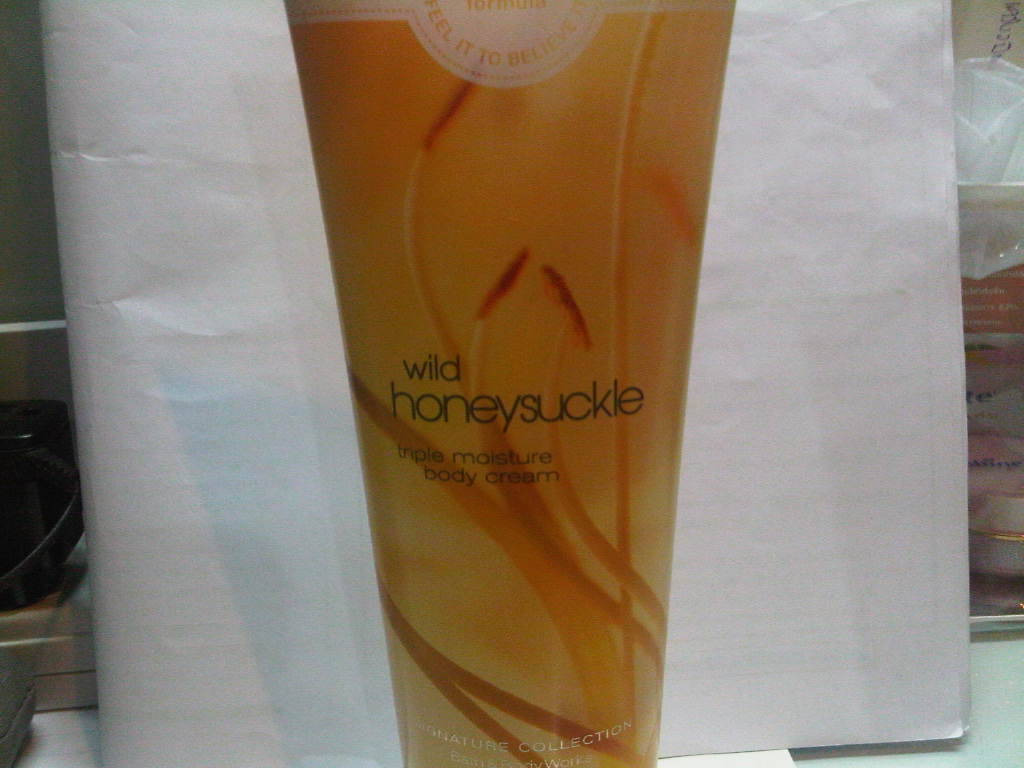 formula
FEEL IT TO BELIEVE
wild
honeysuckle
triple moisture
body cream
SIGNATURE COLLECTION
Bath & Body Works